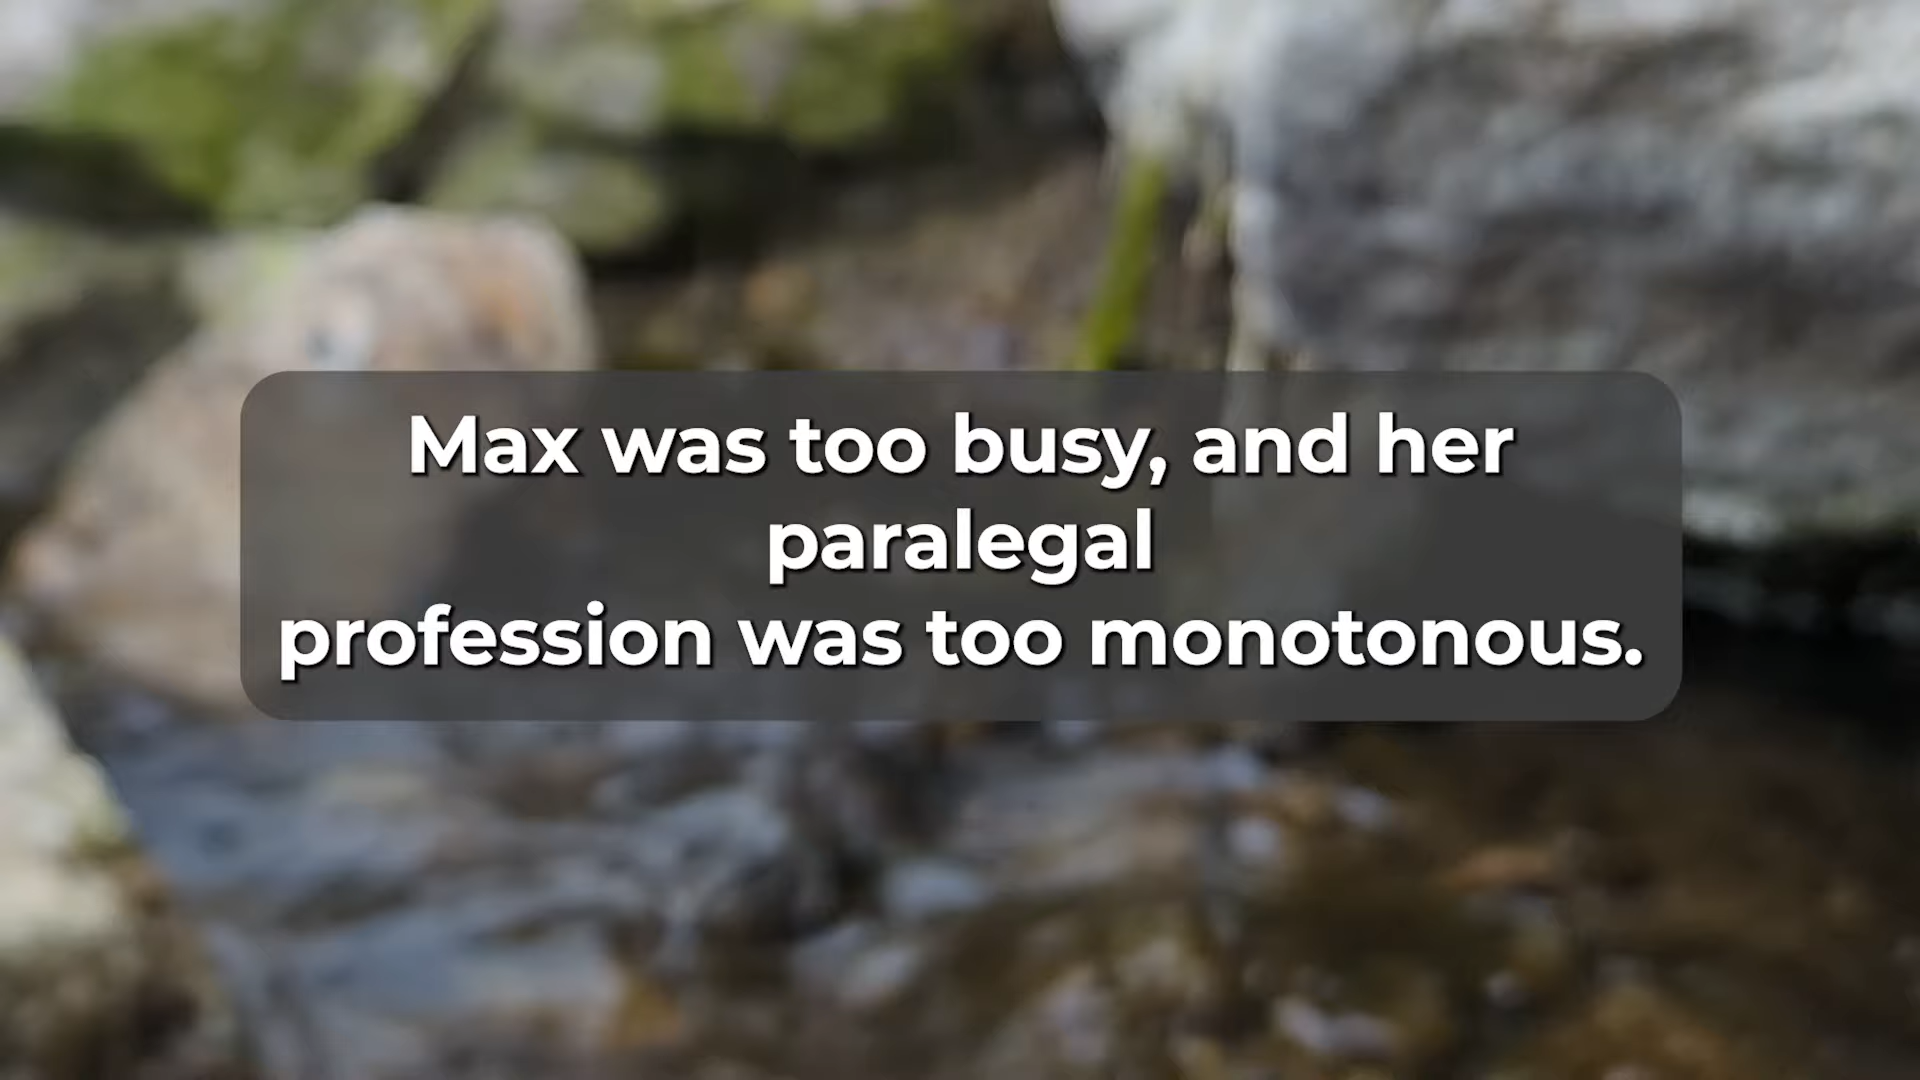 Max was too busy, and her
paralegal
profession was too monotonous.